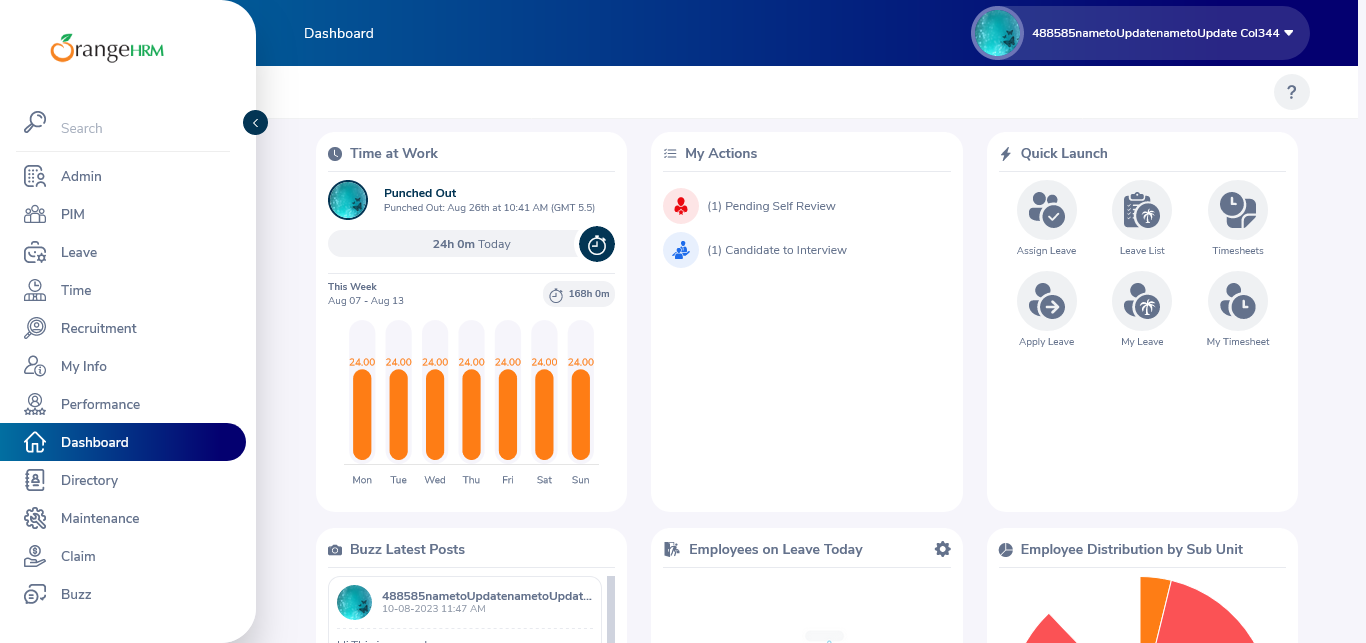 OrangeHRM
Dashboard
488585nametoUpdatenametoUpdate Col344
?
Search
Admin
PIM
Leave
Time
Recruitment
My Info
Performance
Dashboard
Directory
Maintenance
Claim
Buzz
Time at Work
Punched Out
Punched Out: Aug 26th at 10:41 AM (GMT 5.5)
24h 0m Today
This Week
Aug 07 - Aug 13
168h 0m
24.00 24.00 24.00 24.00 24.00 24.00 24.00
Mon Tue Wed Thu Fri Sat Sun
My Actions
(1) Pending Self Review
(1) Candidate to Interview
Quick Launch
Assign Leave
Leave List
Timesheets
Apply Leave
My Leave
My Timesheet
Buzz Latest Posts
488585nametoUpdatenametoUpdat...
10-08-2023 11:47 AM
Employees on Leave Today
Employee Distribution by Sub Unit